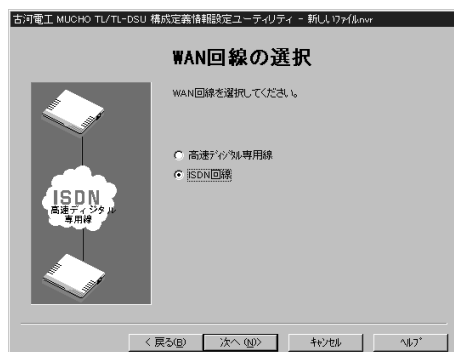 古河電工 MUCHO TL/TL-DSU 構成定義情報設定ユーティリティ - 新しいﾌｧｲﾙ.nvr
WAN回線の選択
WAN回線を選択してください。
高速ﾃﾞｨｼﾞﾀﾙ専用線
ISDN回線
ISDN
高速ディジタル
専用線
< 戻る(B)
次へ(N)>
ｷｬﾝｾﾙ
ﾍﾙﾌﾟ